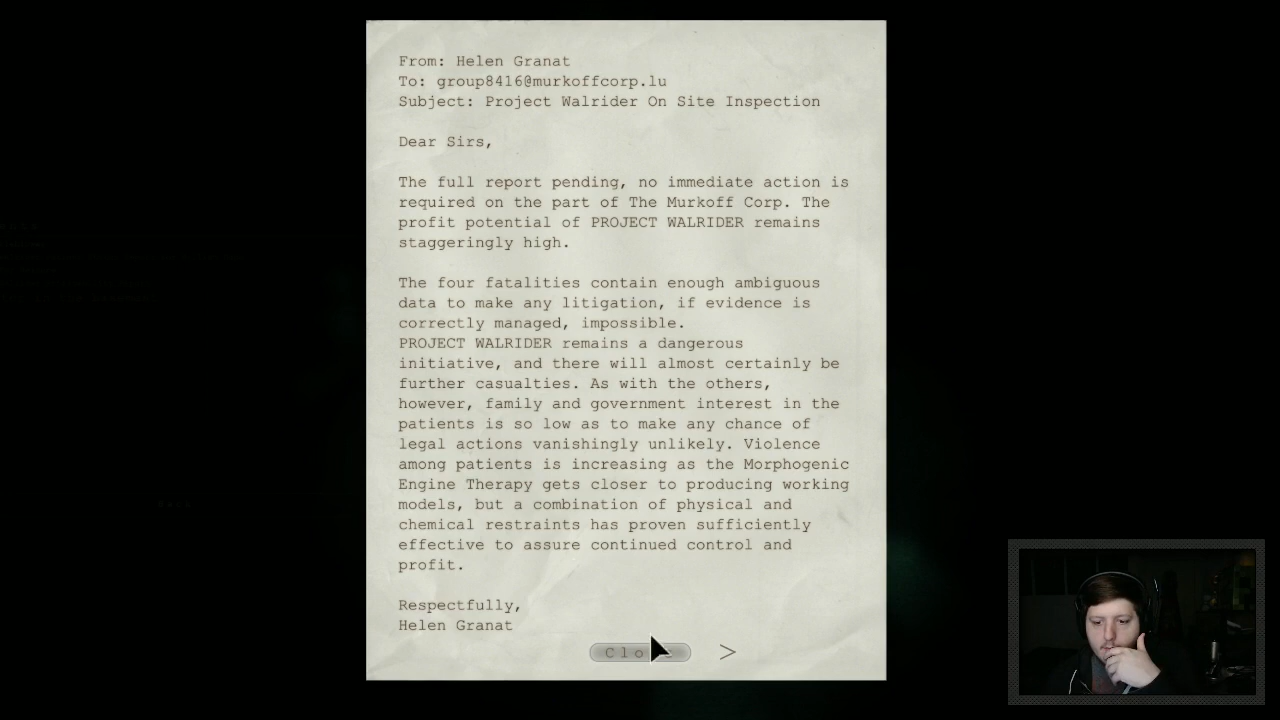 From: Helen Granat
To: group8416@murkoffcorp.lu
Subject: Project Walrider On Site Inspection
Dear Sirs,
The full report pending, no immediate action is
required on the part of The Murkoff Corp. The
profit potential of PROJECT WALRIDER remains
staggeringly high.
The four fatalities contain enough ambiguous
data to make any litigation, if evidence is
correctly managed, impossible.
PROJECT WALRIDER remains a dangerous
initiative, and there will almost certainly be
further casualties. As with the others,
however, family and government interest in the
patients is so low as to make any chance of
legal actions vanishingly unlikely. Violence
among patients is increasing as the Morphogenic
Engine Therapy gets closer to producing working
models, but a combination of physical and
chemical restraints has proven sufficiently
effective to assure continued control and
profit.
Respectfully,
Helen Granat
>